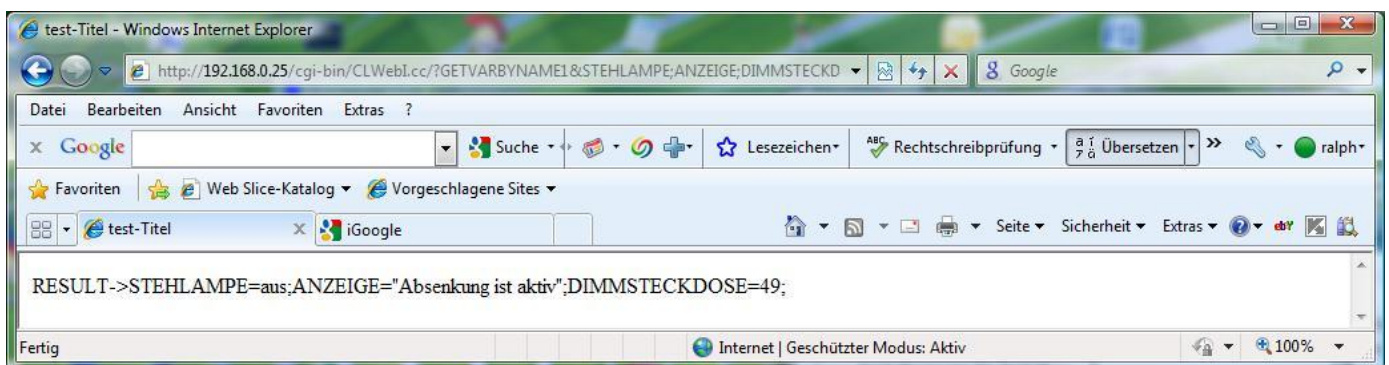 test-Titel - Windows Internet Explorer
http://192.168.0.25/cgi-bin/CLWebI.cc/?GETVARBYNAME1&STEHLAMPE;ANZEIGE;DIMMSTECKD Google
Datei Bearbeiten Ansicht Favoriten Extras ?
x Google Suche Lesezeichen ABC Rechtschreibprüfung Übersetzen >> ralph
Favoriten Web Slice-Katalog Vorgeschlagene Sites
test-Titel x iGoogle Seite Sicherheit Extras ebY
RESULT->STEHLAMPE=aus;ANZEIGE="Absenkung ist aktiv";DIMMSTECKDOSE=49;
Fertig Internet | Geschützter Modus: Aktiv 100%